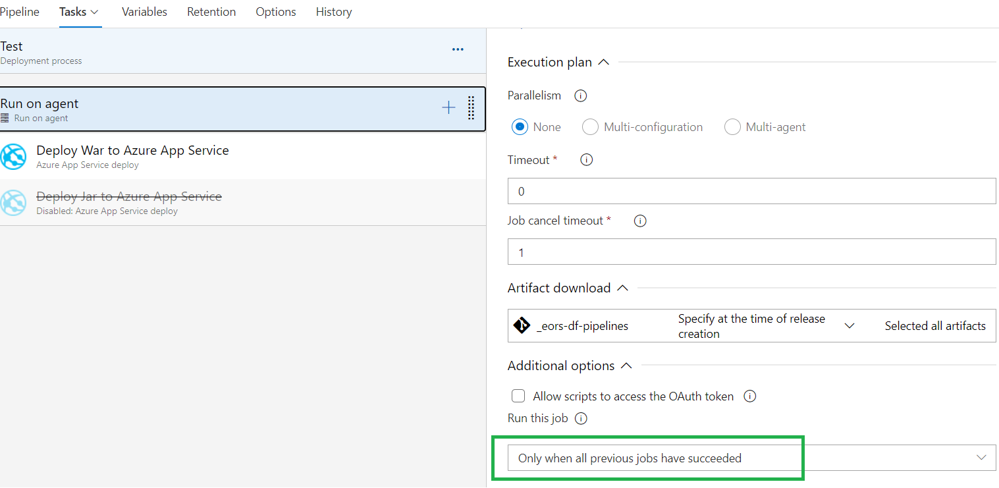 Pipeline Tasks Variables Retention Options History
Test
Deployment process
Run on agent
Run on agent
Deploy War to Azure App Service
Azure App Service deploy
Deploy Jar to Azure App Service
Disabled: Azure App Service deploy
Execution plan
Parallelism
None Multi-configuration Multi-agent
Timeout *
0
Job cancel timeout *
1
Artifact download
_eors-df-pipelines
Specify at the time of release
creation
Selected all artifacts
Additional options
Allow scripts to access the OAuth token
Run this job
Only when all previous jobs have succeeded